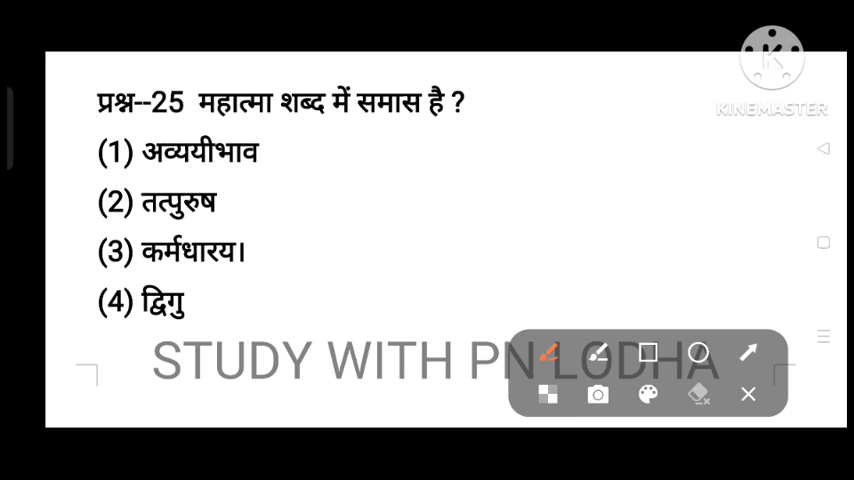 प्रश्न--25 महात्मा शब्द में समास है ?
(1) अव्ययीभाव
(2) तत्पुरुष
(3) कर्मधारय।
(4) द्विगु
STUDY WITH PN LODHA
KINEMASTER